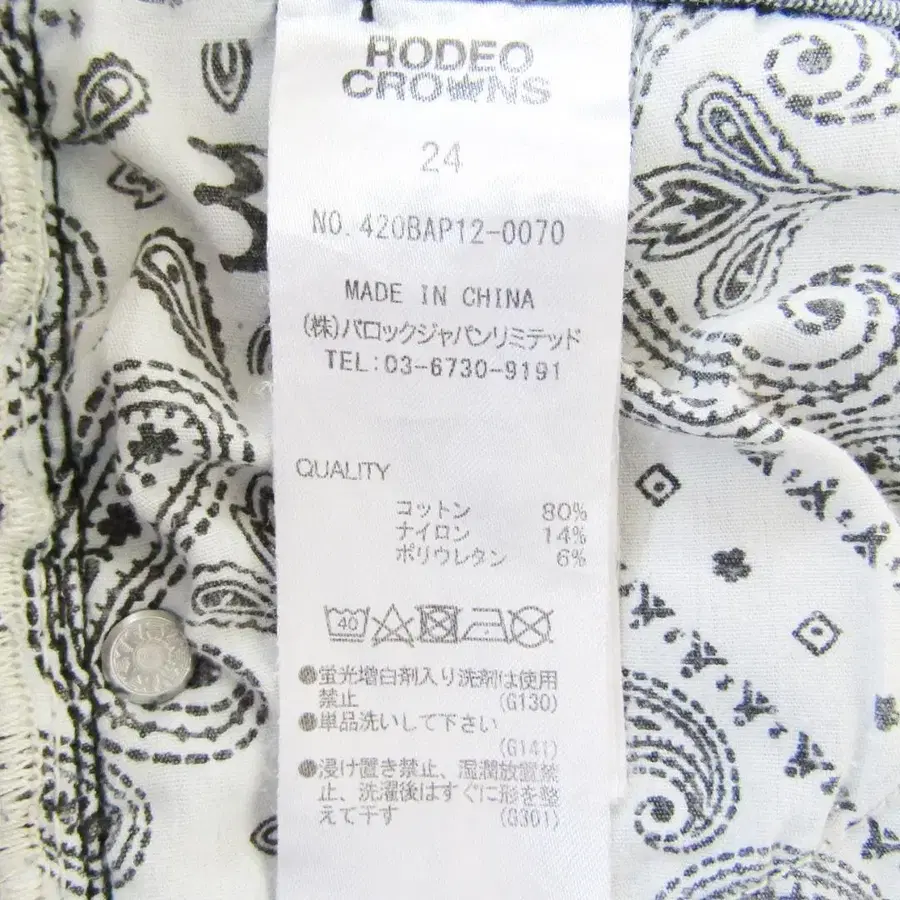 RODEO
CROWNS
24
NO. 420BAP12-0070
MADE IN CHINA
(株)バロックジャパンリミテッド
TEL:03-6730-9191
QUALITY
コットン 80%
ナイロン 14%
ポリウレタン 6%
40
●蛍光増白剤入り洗剤は使用
禁止 (G130)
●単品洗いして下さい
(G141)
●浸け置き禁止、湿潤放置禁
止、洗濯後はすぐに形を整
えて干す (G301)